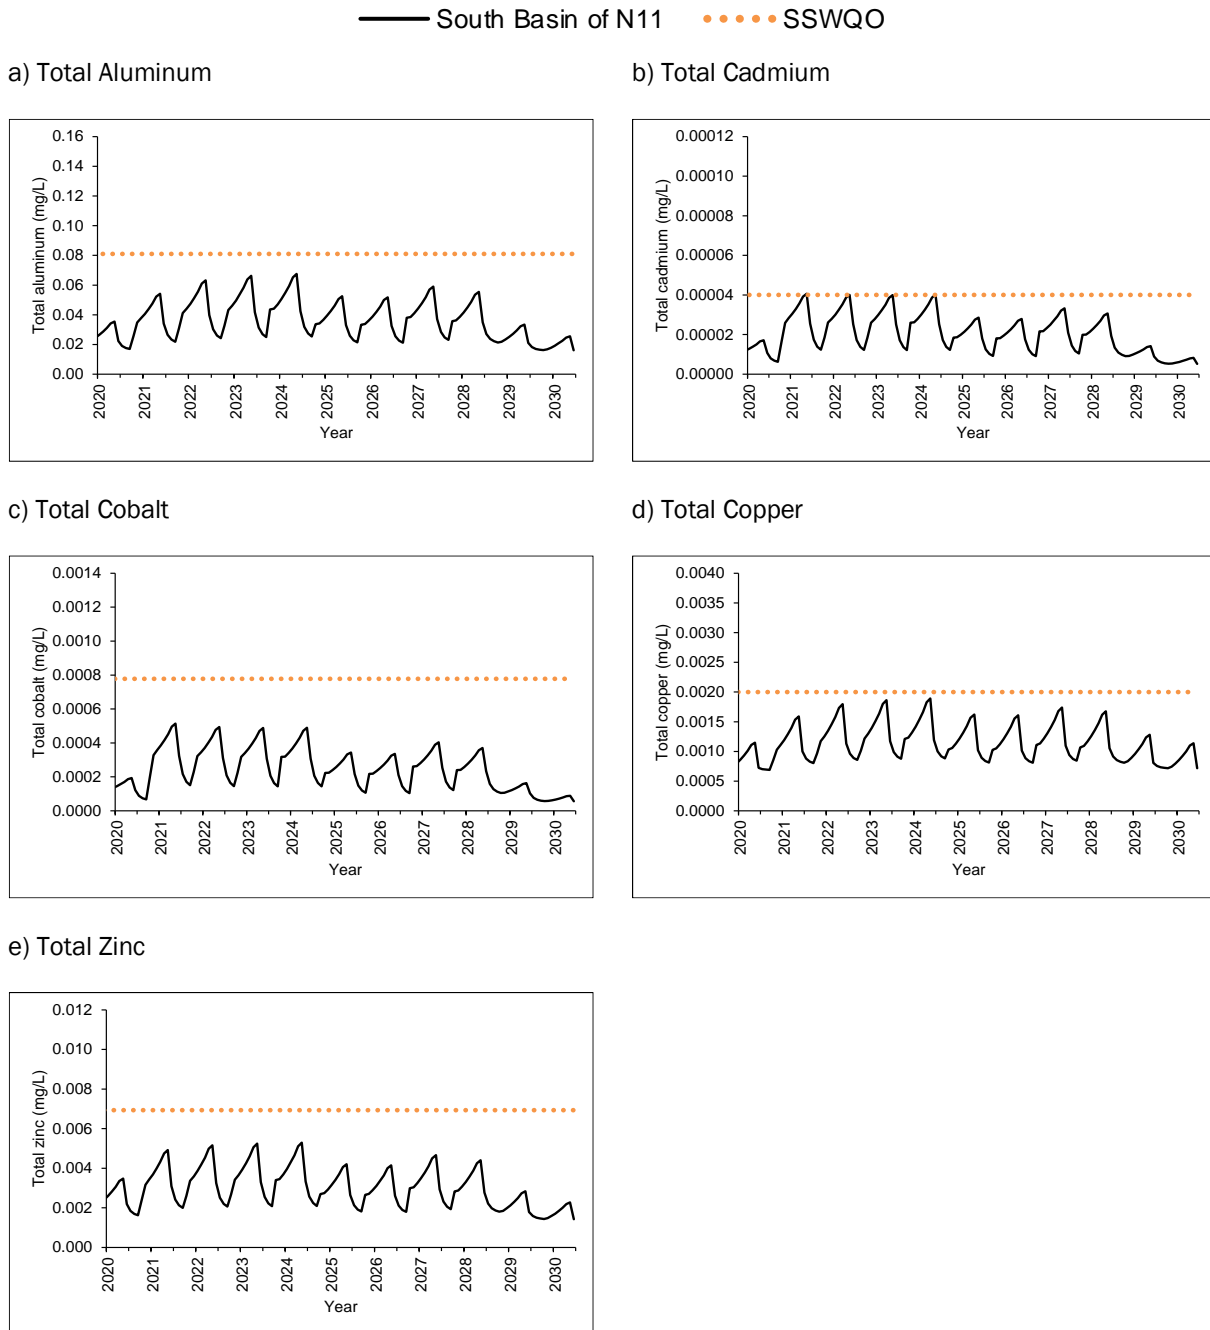 South Basin of N11 SSWQO
a) Total Aluminum
b) Total Cadmium
0.16
0.14
0.12
0.10
0.08
0.06
0.04
0.02
0.00
Total aluminum (mg/L)
2020 2021 2022 2023 2024 2025 2026 2027 2028 2029 2030
Year
0.00012
0.00010
0.00008
0.00006
0.00004
0.00002
0.00000
Total cadmium (mg/L)
2020 2021 2022 2023 2024 2025 2026 2027 2028 2029 2030
Year
c) Total Cobalt
d) Total Copper
0.0014
0.0012
0.0010
0.0008
0.0006
0.0004
0.0002
0.0000
Total cobalt (mg/L)
2020 2021 2022 2023 2024 2025 2026 2027 2028 2029 2030
Year
0.0040
0.0035
0.0030
0.0025
0.0020
0.0015
0.0010
0.0005
0.0000
Total copper (mg/L)
2020 2021 2022 2023 2024 2025 2026 2027 2028 2029 2030
Year
e) Total Zinc
0.012
0.010
0.008
0.006
0.004
0.002
0.000
Total zinc (mg/L)
2020 2021 2022 2023 2024 2025 2026 2027 2028 2029 2030
Year